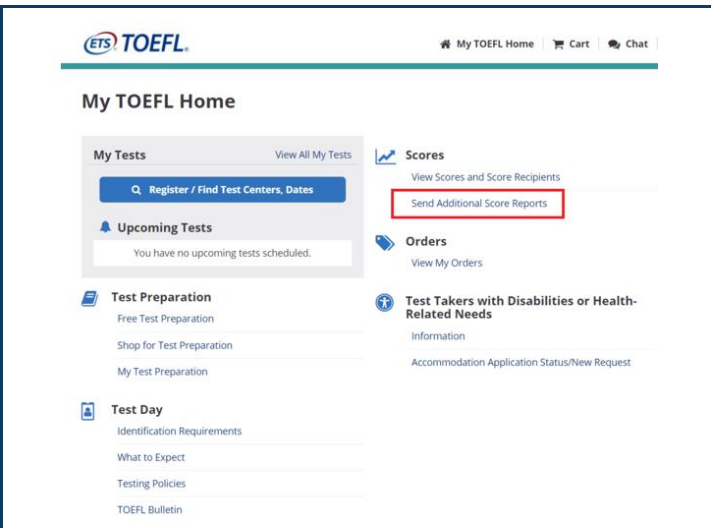 ETS TOEFL.
My TOEFL Home
Cart
Chat
My TOEFL Home
My Tests
View All My Tests
Register / Find Test Centers, Dates
Upcoming Tests
You have no upcoming tests scheduled.
Test Preparation
Free Test Preparation
Shop for Test Preparation
My Test Preparation
Test Day
Identification Requirements
What to Expect
Testing Policies
TOEFL Bulletin
Scores
View Scores and Score Recipients
Send Additional Score Reports
Orders
View My Orders
Test Takers with Disabilities or Health-
Related Needs
Information
Accommodation Application Status/New Request